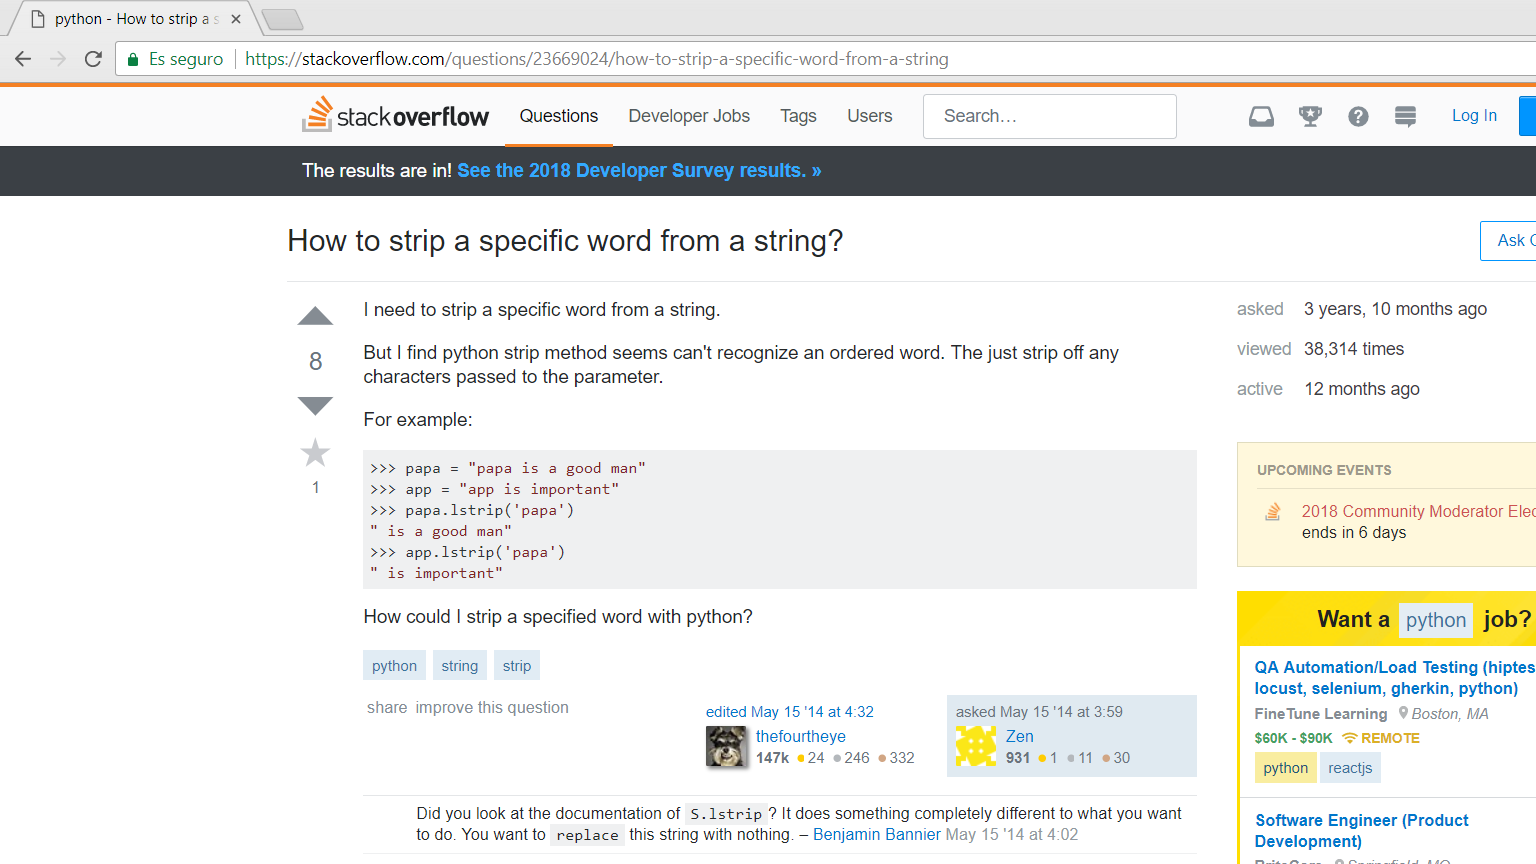 python - How to strip a s
Es seguro
https://stackoverflow.com/questions/23669024/how-to-strip-a-specific-word-from-a-string
stackoverflow
Questions
Developer Jobs
Tags
Users
Search...
Log In
The results are in! See the 2018 Developer Survey results. »
How to strip a specific word from a string?
Ask
8
1
I need to strip a specific word from a string.
But I find python strip method seems can't recognize an ordered word. The just strip off any
characters passed to the parameter.
For example:
>>> papa = "papa is a good man"
>>> app = "app is important"
>>> papa.lstrip('papa')
" is a good man"
>>> app.lstrip('papa')
" is important"
How could I strip a specified word with python?
python string strip
share improve this question
edited May 15 '14 at 4:32
thefourtheye
147k 24 246 332
asked May 15 '14 at 3:59
Zen
931 1 11 30
Did you look at the documentation of S.lstrip? It does something completely different to what you want
to do. You want to replace this string with nothing. – Benjamin Bannier May 15 '14 at 4:02
asked 3 years, 10 months ago
viewed 38,314 times
active 12 months ago
UPCOMING EVENTS
2018 Community Moderator Elec
ends in 6 days
Want a python job?
QA Automation/Load Testing (hiptes
locust, selenium, gherkin, python)
FineTune Learning Boston, MA
$60K - $90K REMOTE
python reactjs
Software Engineer (Product
Development)